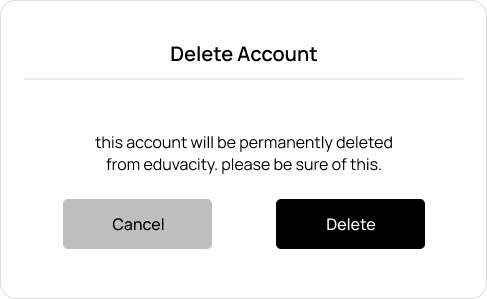 Delete Account
this account will be permanently deleted
from eduvacity. please be sure of this.
Cancel
Delete